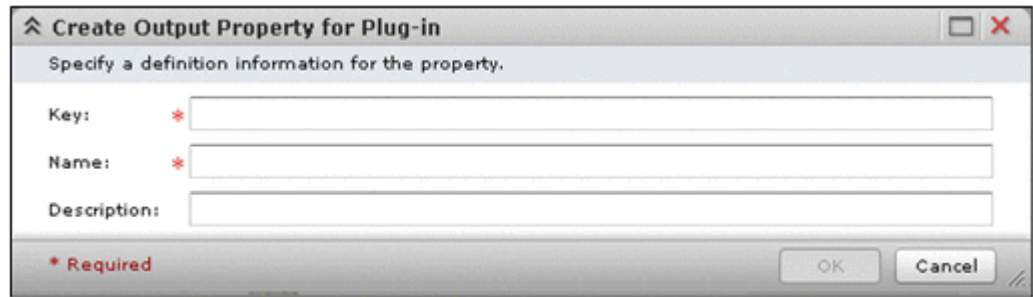 Create Output Property for Plug-in
Specify a definition information for the property.
Key: *
Name: *
Description:
* Required
OK Cancel